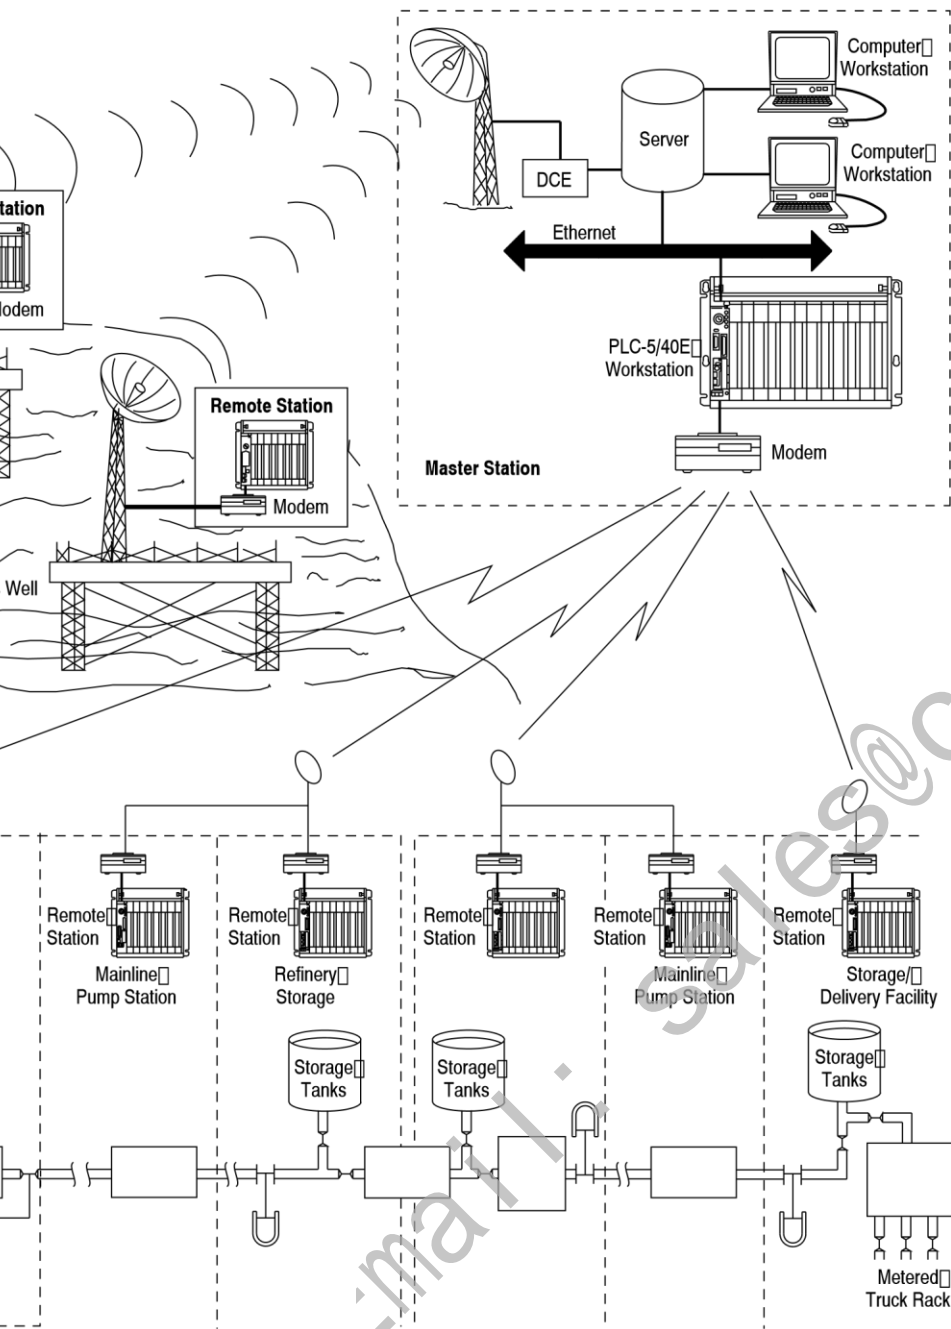 Computer
Workstation
Server
Computer
Workstation
DCE
Ethernet
PLC-5/40E
Workstation
Modem
Master Station
Remote Station
Modem
Well
Remote
Station
Mainline
Pump Station
Remote
Station
Refinery
Storage
Remote
Station
Remote
Station
Mainline
Pump Station
Remote
Station
Storage/
Delivery Facility
Storage
Tanks
Storage
Tanks
Storage
Tanks
Metered
Truck Rack
mail: sales@